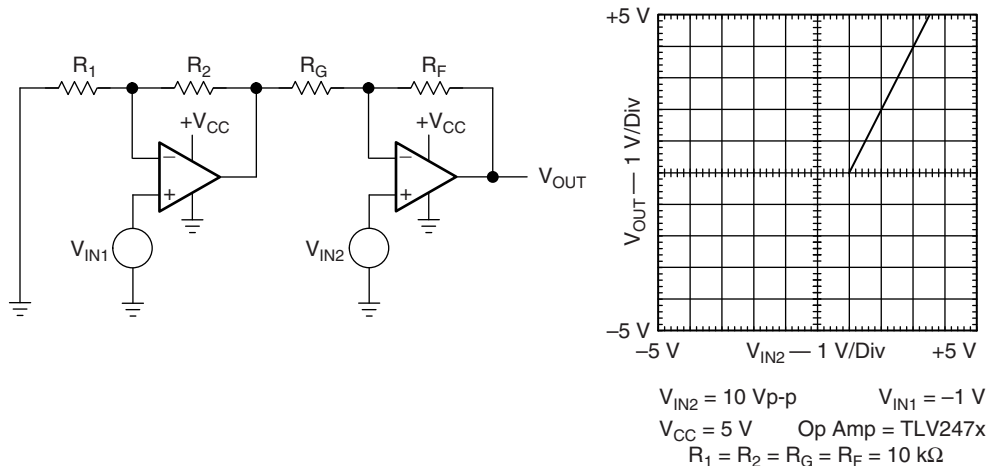 R1
R2
RG
RF
+VCC
+VCC
−
+
−
+
VIN1
VIN2
VOUT
+5 V
VOUT — 1 V/Div
−5 V
−5 V
VIN2 — 1 V/Div
+5 V
VIN2 = 10 Vp-p VIN1 = −1 V
VCC = 5 V Op Amp = TLV247x
R1 = R2 = RG = RF = 10 kΩ